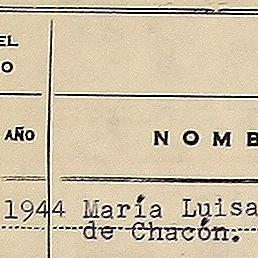 EL
O
AÑO NOMB
1944 María Luisa
de Chacón.